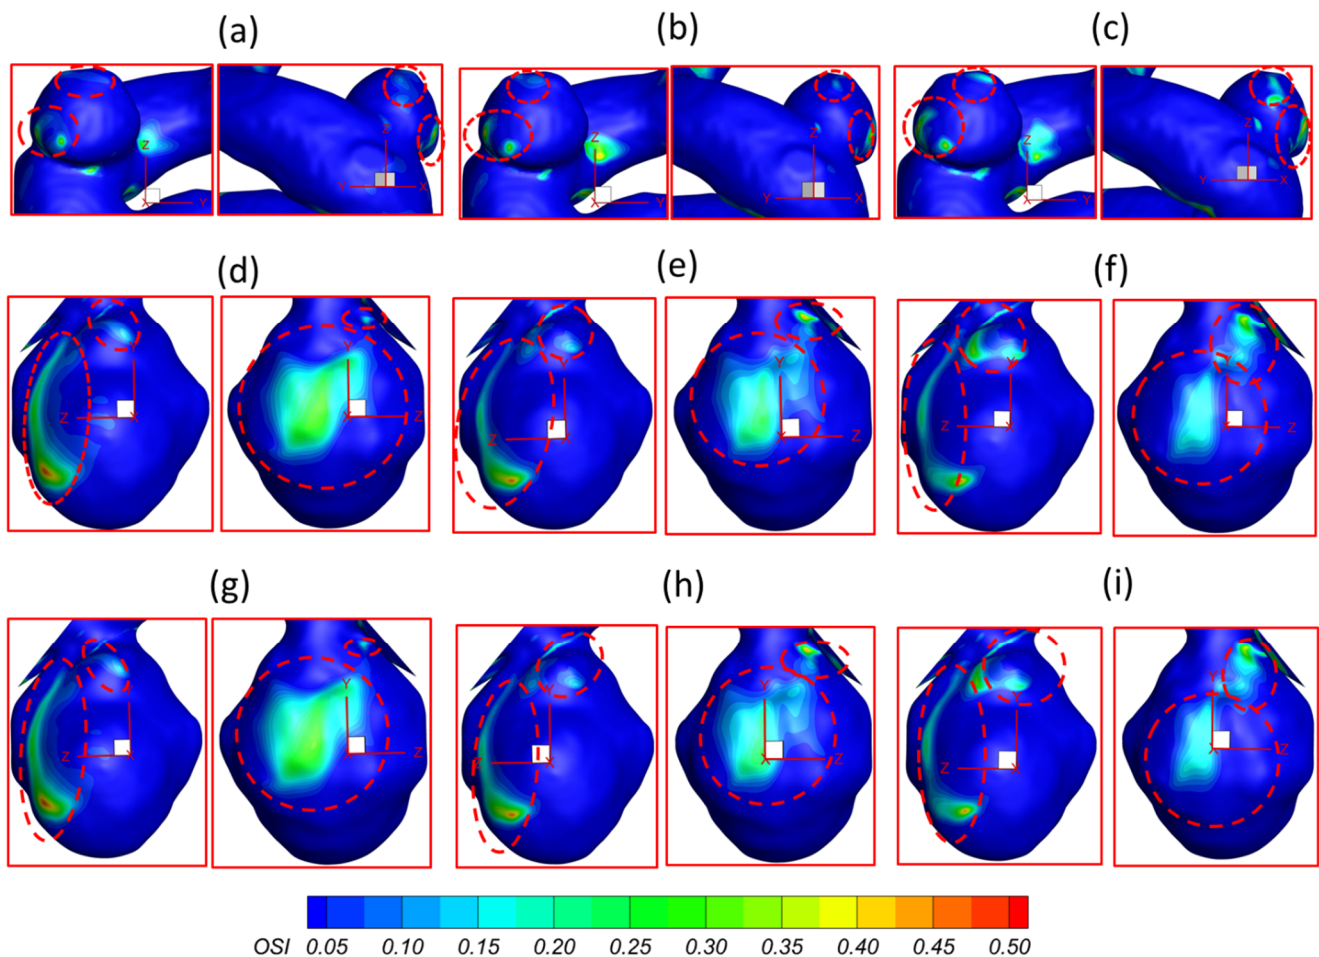 (a) (b) (c)
Z Z Z Z Z Z
X Y Y X X Y Y X X Y Y X
(d) (e) (f)
Y Y Y Y Y Y
Z X X Z Z X X Z Z X X Z
(g) (h) (i)
Y Y Y Y Y Y
Z X X Z Z X X Z Z X X Z
OSI 0.05 0.10 0.15 0.20 0.25 0.30 0.35 0.40 0.45 0.50